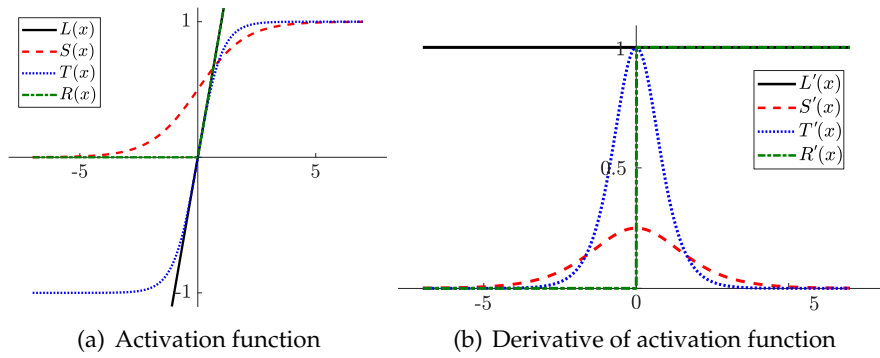 1
L(x)
S(x)
T(x)
R(x)
-5
5
-1
(a) Activation function
1
L′(x)
S′(x)
T′(x)
R′(x)
0.5
-5
0
5
(b) Derivative of activation function